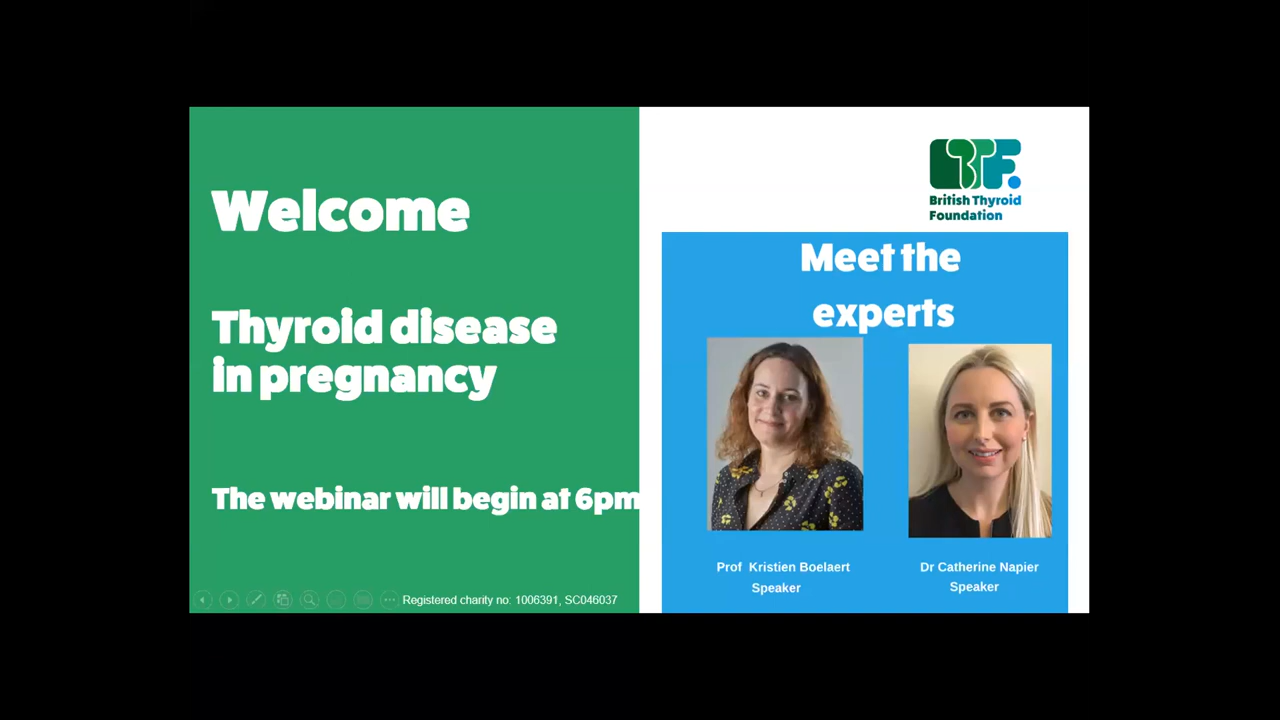 Welcome
Thyroid disease
in pregnancy
The webinar will begin at 6pm
Registered charity no: 1006391, SC046037
BTF.
British Thyroid
Foundation
Meet the
experts
Prof Kristien Boelaert
Speaker
Dr Catherine Napier
Speaker